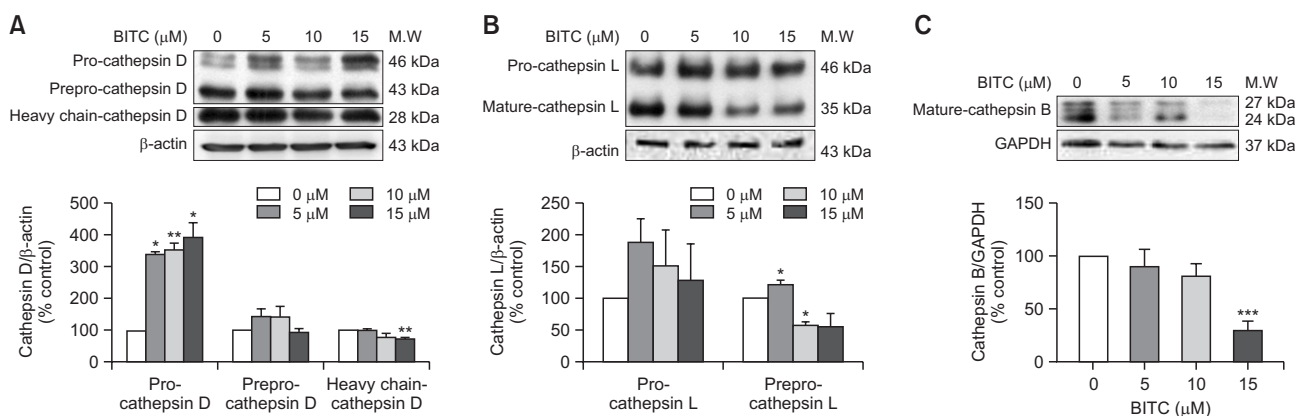 A
BITC (μM) 0 5 10 15 M.W
Pro-cathepsin D 46 kDa
Prepro-cathepsin D 43 kDa
Heavy chain-cathepsin D 28 kDa
β-actin 43 kDa
0 μM 10 μM
5 μM 15 μM
Cathepsin D/β-actin
(% control)
500
400
300
200
100
0
* ** * **
Pro-
cathepsin D
Prepro-
cathepsin D
Heavy chain-
cathepsin D
B
BITC (μM) 0 5 10 15 M.W
Pro-cathepsin L 46 kDa
Mature-cathepsin L 35 kDa
β-actin 43 kDa
0 μM 10 μM
5 μM 15 μM
Cathepsin L/β-actin
(% control)
250
200
150
100
50
0
* *
Pro-
cathepsin L
Prepro-
cathepsin L
C
BITC (μM) 0 5 10 15 M.W
Mature-cathepsin B 27 kDa
24 kDa
GAPDH 37 kDa
Cathepsin B/GAPDH
(% control)
150
100
50
0
***
0 5 10 15
BITC (μM)